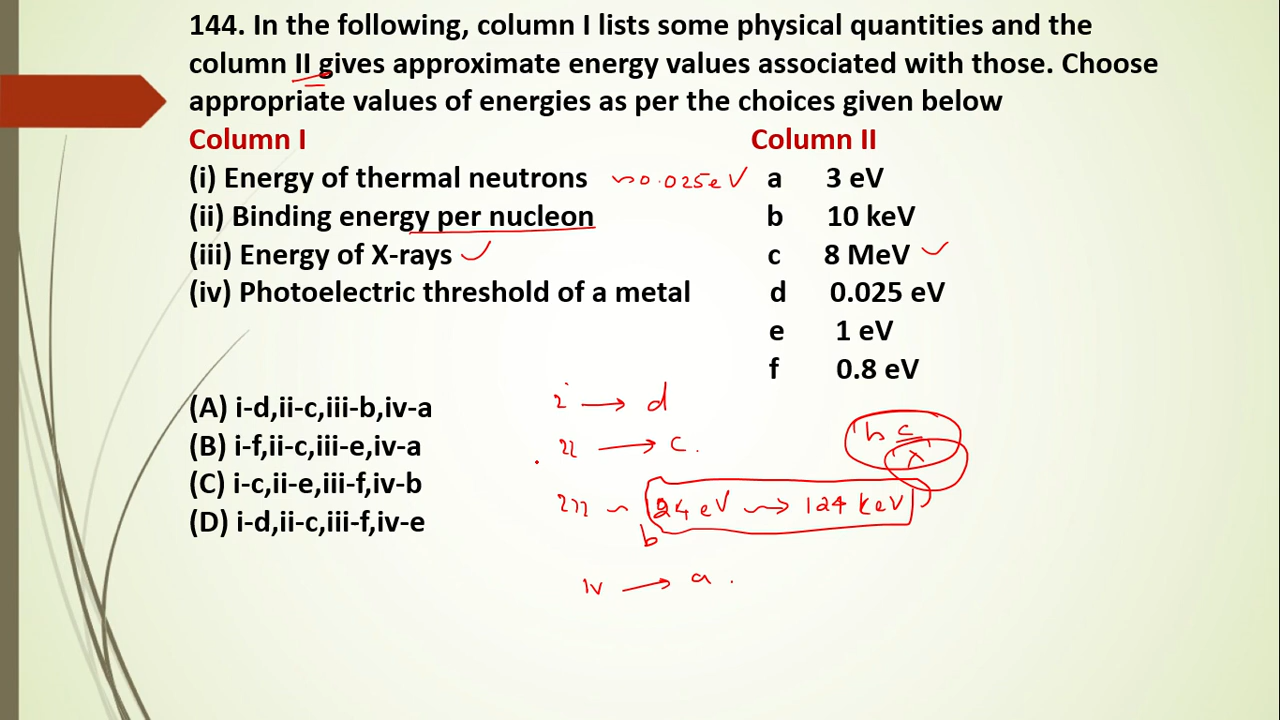 144. In the following, column I lists some physical quantities and the
column II gives approximate energy values associated with those. Choose
appropriate values of energies as per the choices given below
Column I Column II
(i) Energy of thermal neutrons ~0.025eV a 3 eV
(ii) Binding energy per nucleon b 10 keV
(iii) Energy of X-rays c 8 MeV
(iv) Photoelectric threshold of a metal d 0.025 eV
e 1 eV
f 0.8 eV
(A) i-d,ii-c,iii-b,iv-a i → d
(B) i-f,ii-c,iii-e,iv-a ii → c.
(C) i-c,ii-e,iii-f,iv-b
(D) i-d,ii-c,iii-f,iv-e iii ~ 24 eV → 124 keV
b
iv → a.